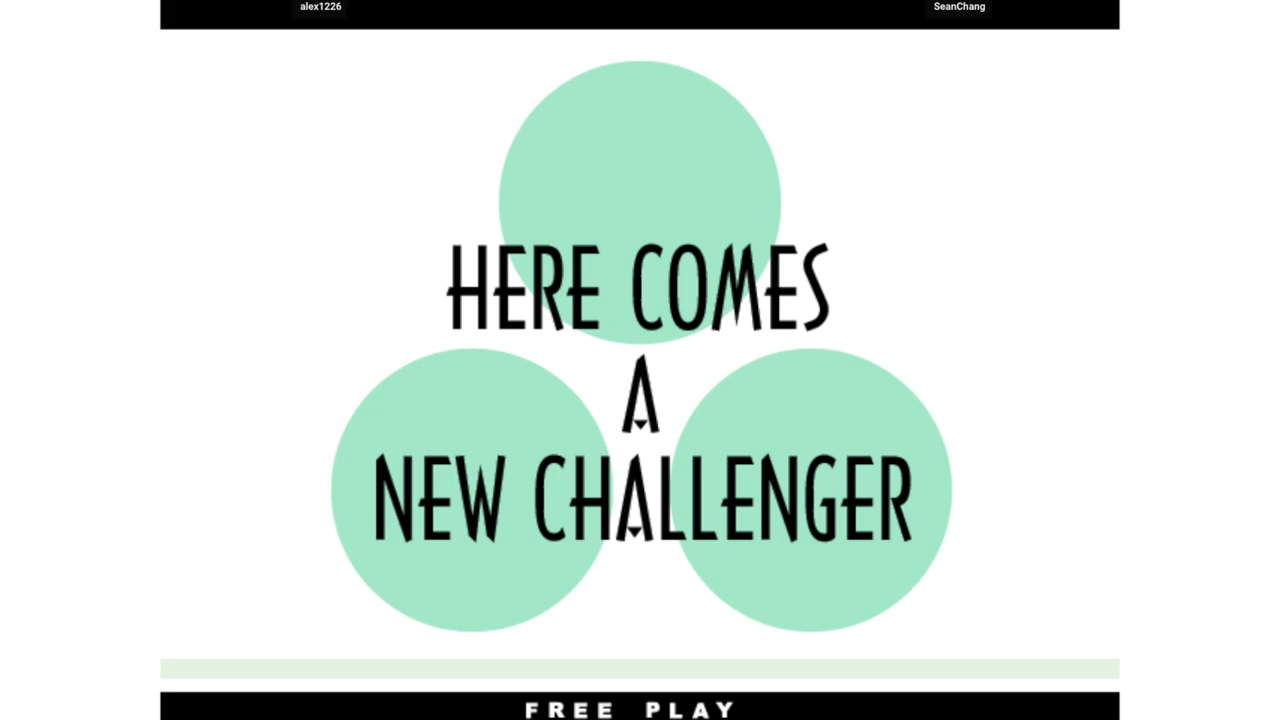 alex1226 SeanChang
HERE COMES
A
NEW CHALLENGER
FREE PLAY